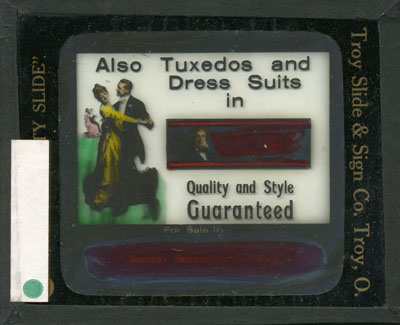 Also Tuxedos and
Dress Suits
in
Quality and Style
Guaranteed
For Sale by
TY SLIDE"
Troy Slide & Sign Co. Troy, O.